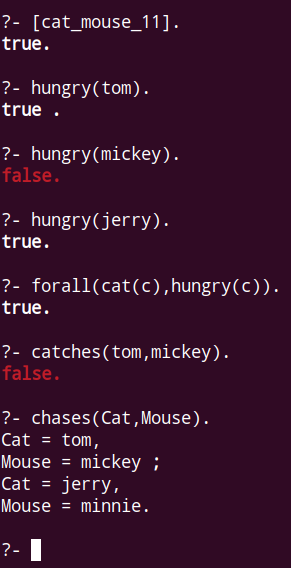 ?- [cat_mouse_11].
true.
?- hungry(tom).
true .
?- hungry(mickey).
false.
?- hungry(jerry).
true.
?- forall(cat(c),hungry(c)).
true.
?- catches(tom,mickey).
false.
?- chases(Cat,Mouse).
Cat = tom,
Mouse = mickey ;
Cat = jerry,
Mouse = minnie.
?-